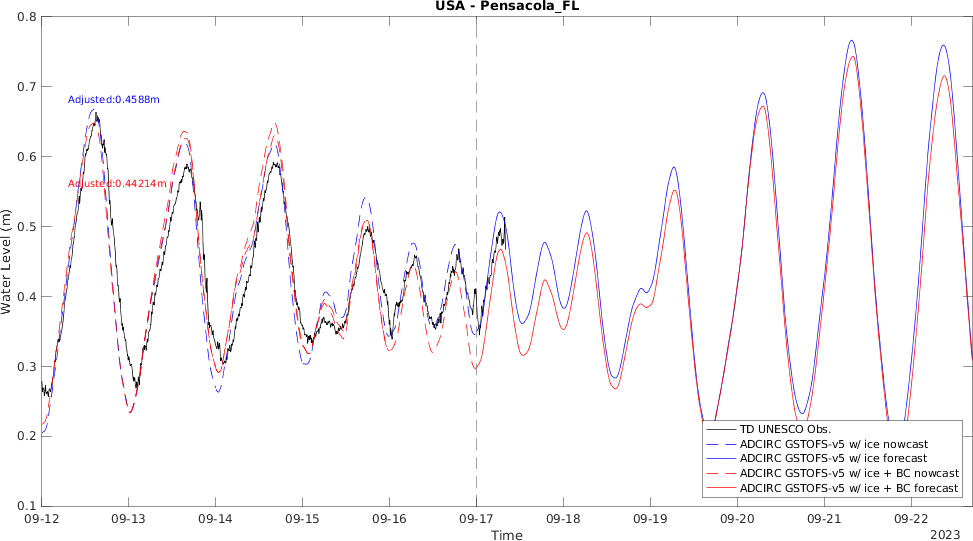 USA - Pensacola_FL
0.8
0.7
0.6
0.5
0.4
0.3
0.2
0.1
Water Level (m)
Adjusted:0.4588m
Adjusted:0.44214m
TD UNESCO Obs.
ADCIRC GSTOFS-v5 w/ ice nowcast
ADCIRC GSTOFS-v5 w/ ice forecast
ADCIRC GSTOFS-v5 w/ ice + BC nowcast
ADCIRC GSTOFS-v5 w/ ice + BC forecast
09-12 09-13 09-14 09-15 09-16 09-17 09-18 09-19 09-20 09-21 09-22
Time
2023